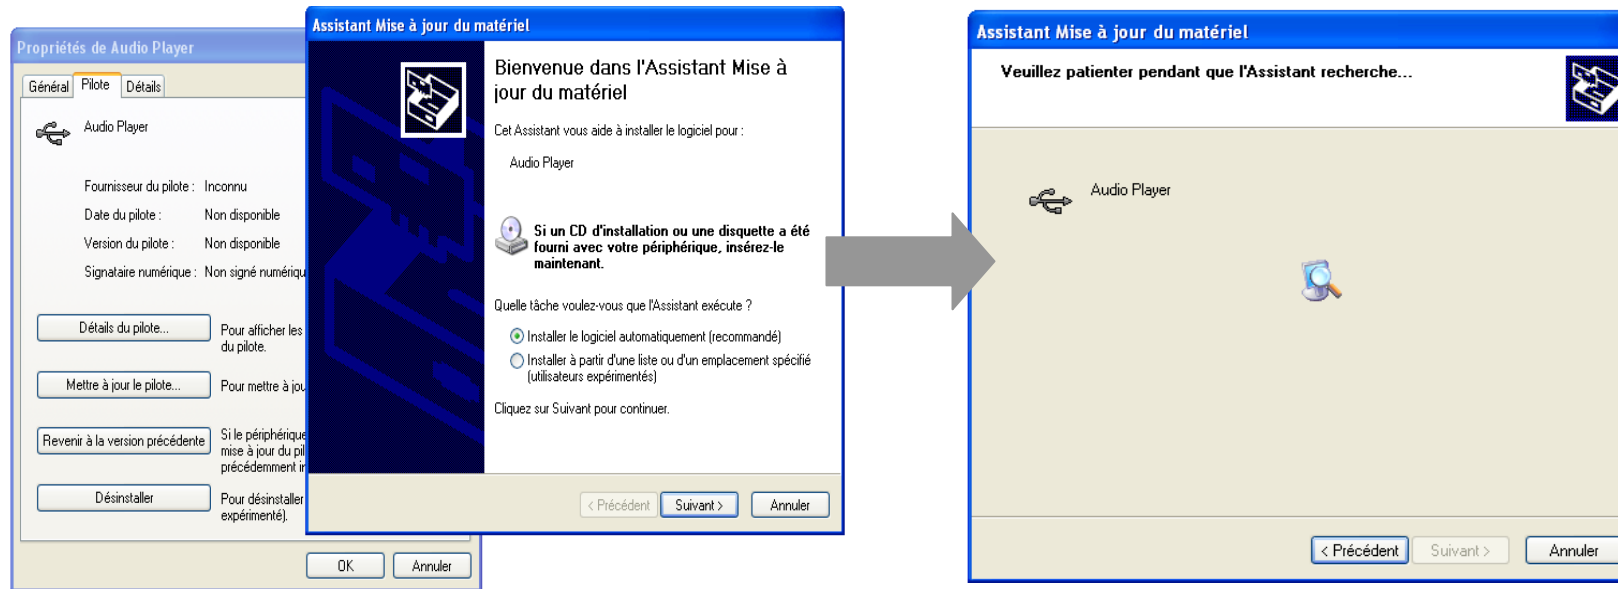 Propriétés de Audio Player
Général Pilote Détails
Audio Player
Fournisseur du pilote : Inconnu
Date du pilote : Non disponible
Version du pilote : Non disponible
Signataire numérique : Non signé numériqu
Détails du pilote... Pour afficher les
du pilote.
Mettre à jour le pilote... Pour mettre à jou
Revenir à la version précédente Si le périphérique
mise à jour du pil
précédemment in
Désinstaller Pour désinstaller
expérimenté).
OK Annuler
Assistant Mise à jour du matériel
Bienvenue dans l'Assistant Mise à
jour du matériel
Cet Assistant vous aide à installer le logiciel pour :
Audio Player
Si un CD d'installation ou une disquette a été
fourni avec votre périphérique, insérez-le
maintenant.
Quelle tâche voulez-vous que l'Assistant exécute ?
Installer le logiciel automatiquement (recommandé)
Installer à partir d'une liste ou d'un emplacement spécifié
(utilisateurs expérimentés)
Cliquez sur Suivant pour continuer.
< Précédent Suivant > Annuler
Assistant Mise à jour du matériel
Veuillez patienter pendant que l'Assistant recherche...
Audio Player
< Précédent Suivant > Annuler